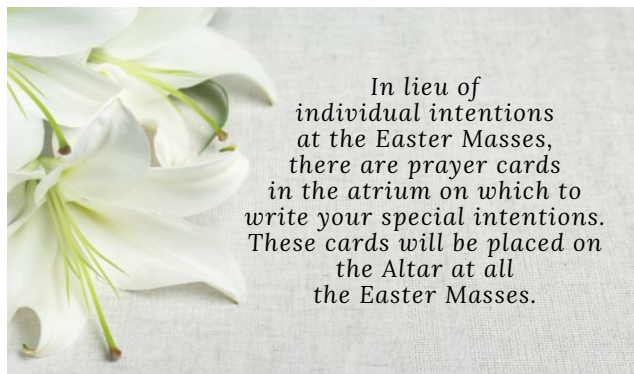 In lieu of
individual intentions
at the Easter Masses,
there are prayer cards
in the atrium on which to
write your special intentions.
These cards will be placed on
the Altar at all
the Easter Masses.